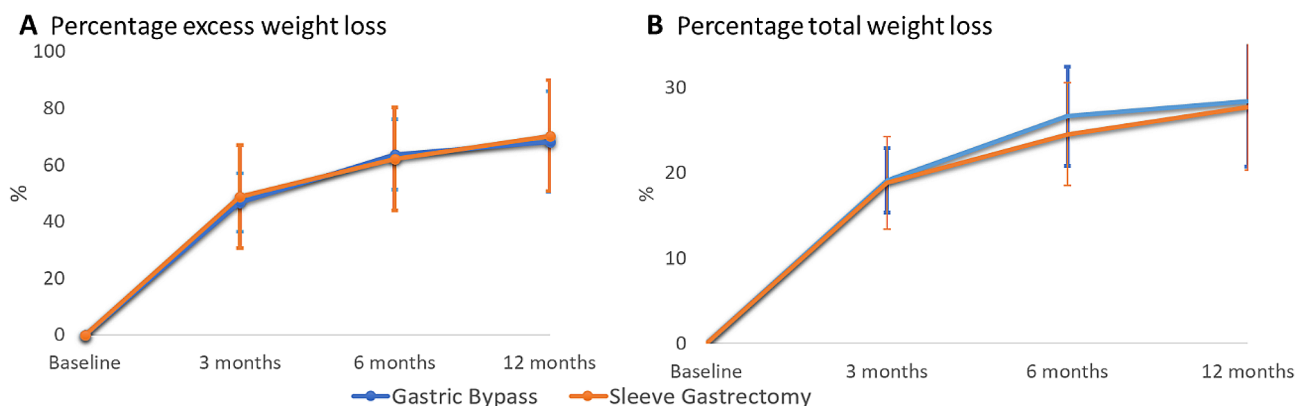 A Percentage excess weight loss
100
80
60
40
20
0
%
Baseline 3 months 6 months 12 months
B Percentage total weight loss
30
20
10
0
%
Baseline 3 months 6 months 12 months
Gastric Bypass Sleeve Gastrectomy